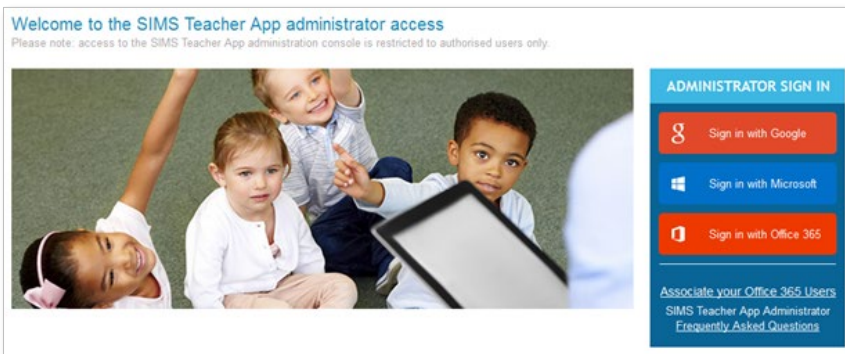 Welcome to the SIMS Teacher App administrator access
Please note: access to the SIMS Teacher App administration console is restricted to authorised users only.
ADMINISTRATOR SIGN IN
Sign in with Google
Sign in with Microsoft
Sign in with Office 365
Associate your Office 365 Users
SIMS Teacher App Administrator
Frequently Asked Questions